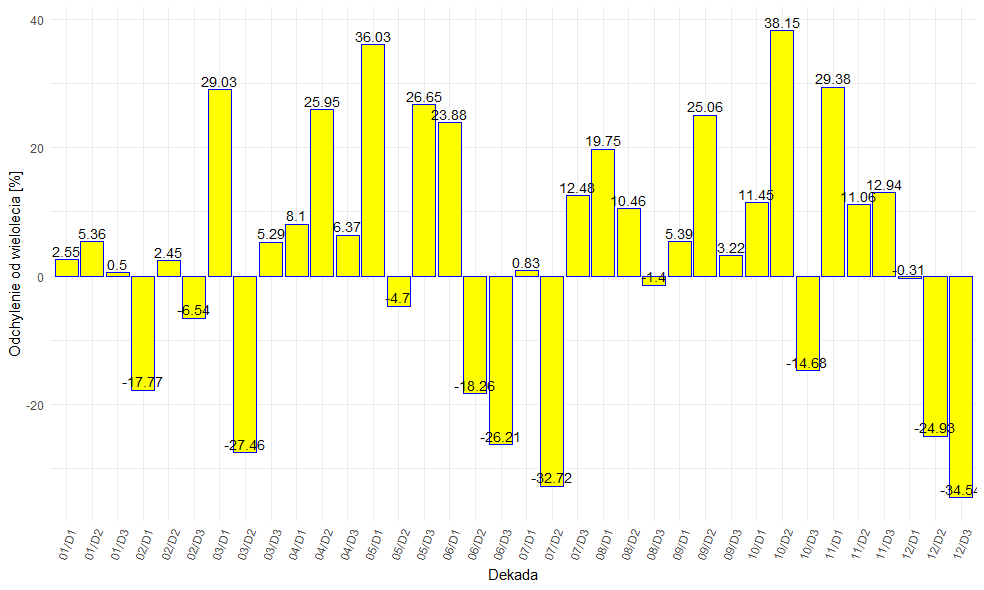 Odchylenie od wielolecia [%]
40
20
0
-20
2.55
5.36
0.5
-17.77
2.45
-6.54
29.03
-27.46
5.29
8.1
25.95
6.37
36.03
-4.7
26.65
23.88
-18.26
-26.21
0.83
-32.72
12.48
19.75
10.46
-1.4
5.39
25.06
3.22
11.45
38.15
-14.68
29.38
11.06
12.94
-0.31
-24.93
-34.54
01/D1
01/D2
01/D3
02/D1
02/D2
02/D3
03/D1
03/D2
03/D3
04/D1
04/D2
04/D3
05/D1
05/D2
05/D3
06/D1
06/D2
06/D3
07/D1
07/D2
07/D3
08/D1
08/D2
08/D3
09/D1
09/D2
09/D3
10/D1
10/D2
10/D3
11/D1
11/D2
11/D3
12/D1
12/D2
12/D3
Dekada